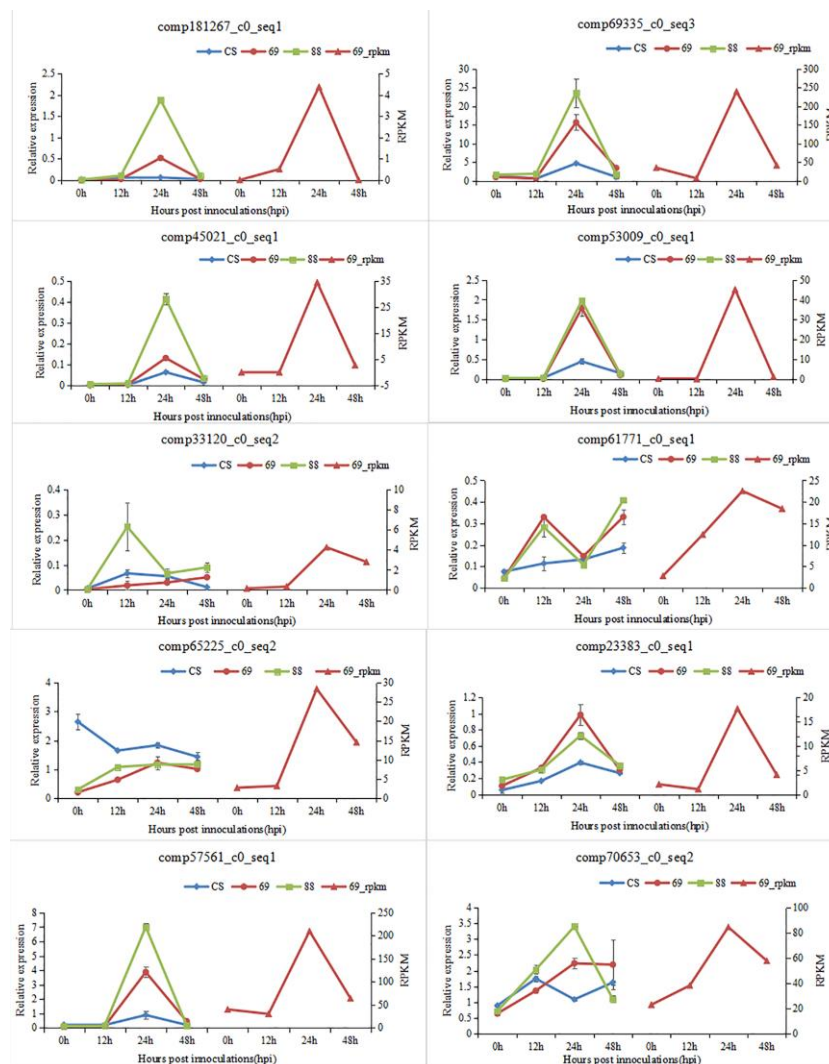 comp181267_c0_seq1
CS 69 88 69_rpkm
Relative expression
2.5
2
1.5
1
0.5
0
5
4
3
2
1
0
RPKM
0h 12h 24h 48h 0h 12h 24h 48h
Hours post innoculations(hpi)
comp69335_c0_seq3
CS 69 88 69_rpkm
Relative expression
30
25
20
15
10
5
0
300
250
200
150
100
50
0
RPKM
0h 12h 24h 48h 0h 12h 24h 48h
Hours post innoculations(hpi)
comp45021_c0_seq1
CS 69 88 69_rpkm
Relative expression
0.5
0.4
0.3
0.2
0.1
0
35
25
15
5
-5
RPKM
0h 12h 24h 48h 0h 12h 24h 48h
Hours post innoculations(hpi)
comp53009_c0_seq1
CS 69 88 69_rpkm
Relative expression
2.5
2
1.5
1
0.5
0
50
40
30
20
10
0
RPKM
0h 12h 24h 48h 0h 12h 24h 48h
Hours post innoculations(hpi)
comp33120_c0_seq2
CS 69 88 69_rpkm
Relative expression
0.4
0.3
0.2
0.1
0
10
8
6
4
2
0
RPKM
0h 12h 24h 48h 0h 12h 24h 48h
Hours post innoculations(hpi)
comp61771_c0_seq1
CS 69 88 69_rpkm
Relative expression
0.5
0.4
0.3
0.2
0.1
0
25
20
15
10
5
0
RPKM
0h 12h 24h 48h 0h 12h 24h 48h
Hours post innoculations(hpi)
comp65225_c0_seq2
CS 69 88 69_rpkm
Relative expression
4
3
2
1
0
30
25
20
15
10
5
0
RPKM
0h 12h 24h 48h 0h 12h 24h 48h
Hours post innoculations(hpi)
comp23383_c0_seq1
CS 69 88 69_rpkm
Relative expression
1.2
1
0.8
0.6
0.4
0.2
0
20
15
10
5
0
RPKM
0h 12h 24h 48h 0h 12h 24h 48h
Hours post innoculations(hpi)
comp57561_c0_seq1
CS 69 88 69_rpkm
Relative expression
8
7
6
5
4
3
2
1
0
250
200
150
100
50
0
RPKM
0h 12h 24h 48h 0h 12h 24h 48h
Hours post innoculations(hpi)
comp70653_c0_seq2
CS 69 88 69_rpkm
Relative expression
4
3.5
3
2.5
2
1.5
1
0.5
0
100
80
60
40
20
0
RPKM
0h 12h 24h 48h 0h 12h 24h 48h
Hours post innoculations(hpi)